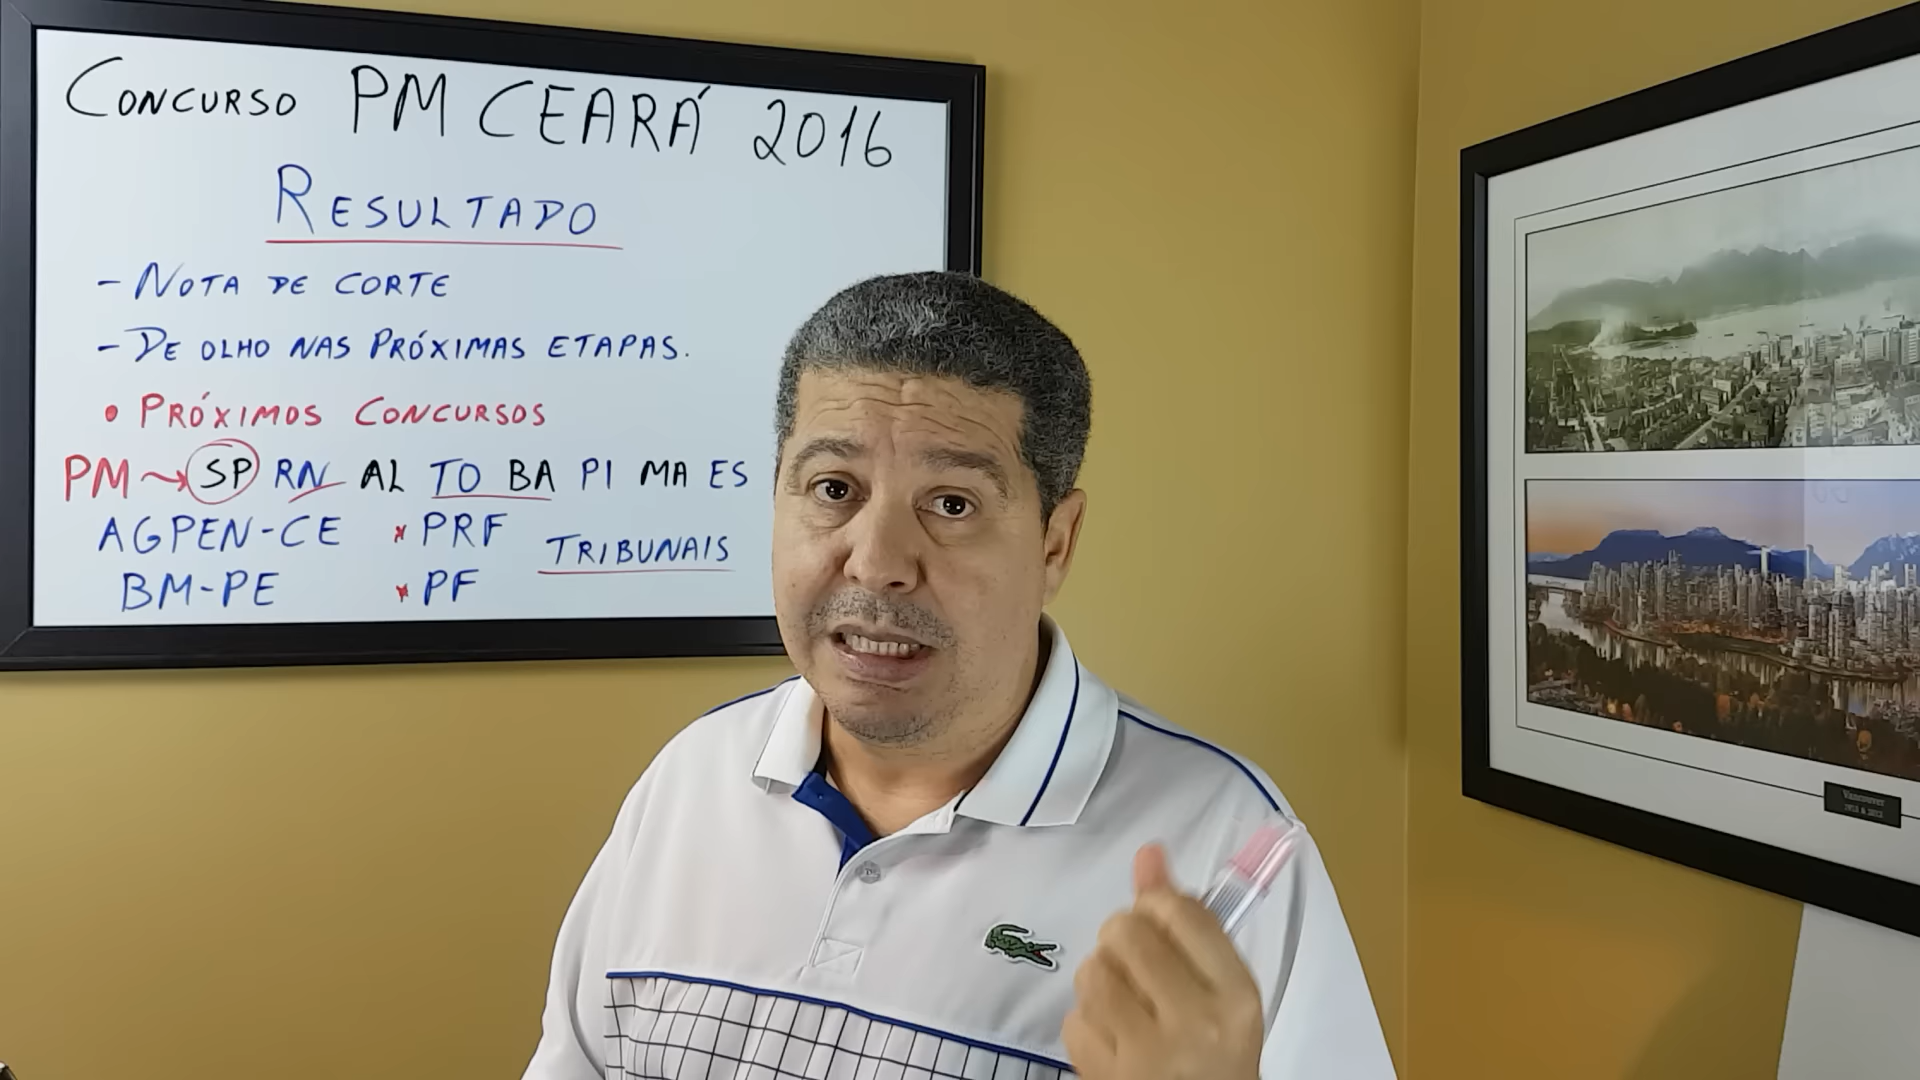 CONCURSO PM CEARÁ 2016
RESULTADO
- NOTA DE CORTE
- DE OLHO NAS PRÓXIMAS ETAPAS.
• PRÓXIMOS CONCURSOS
PM → SP RN AL TO BA PI MA ES
AGPEN-CE * PRF TRIBUNAIS
BM-PE * PF
Vancouver